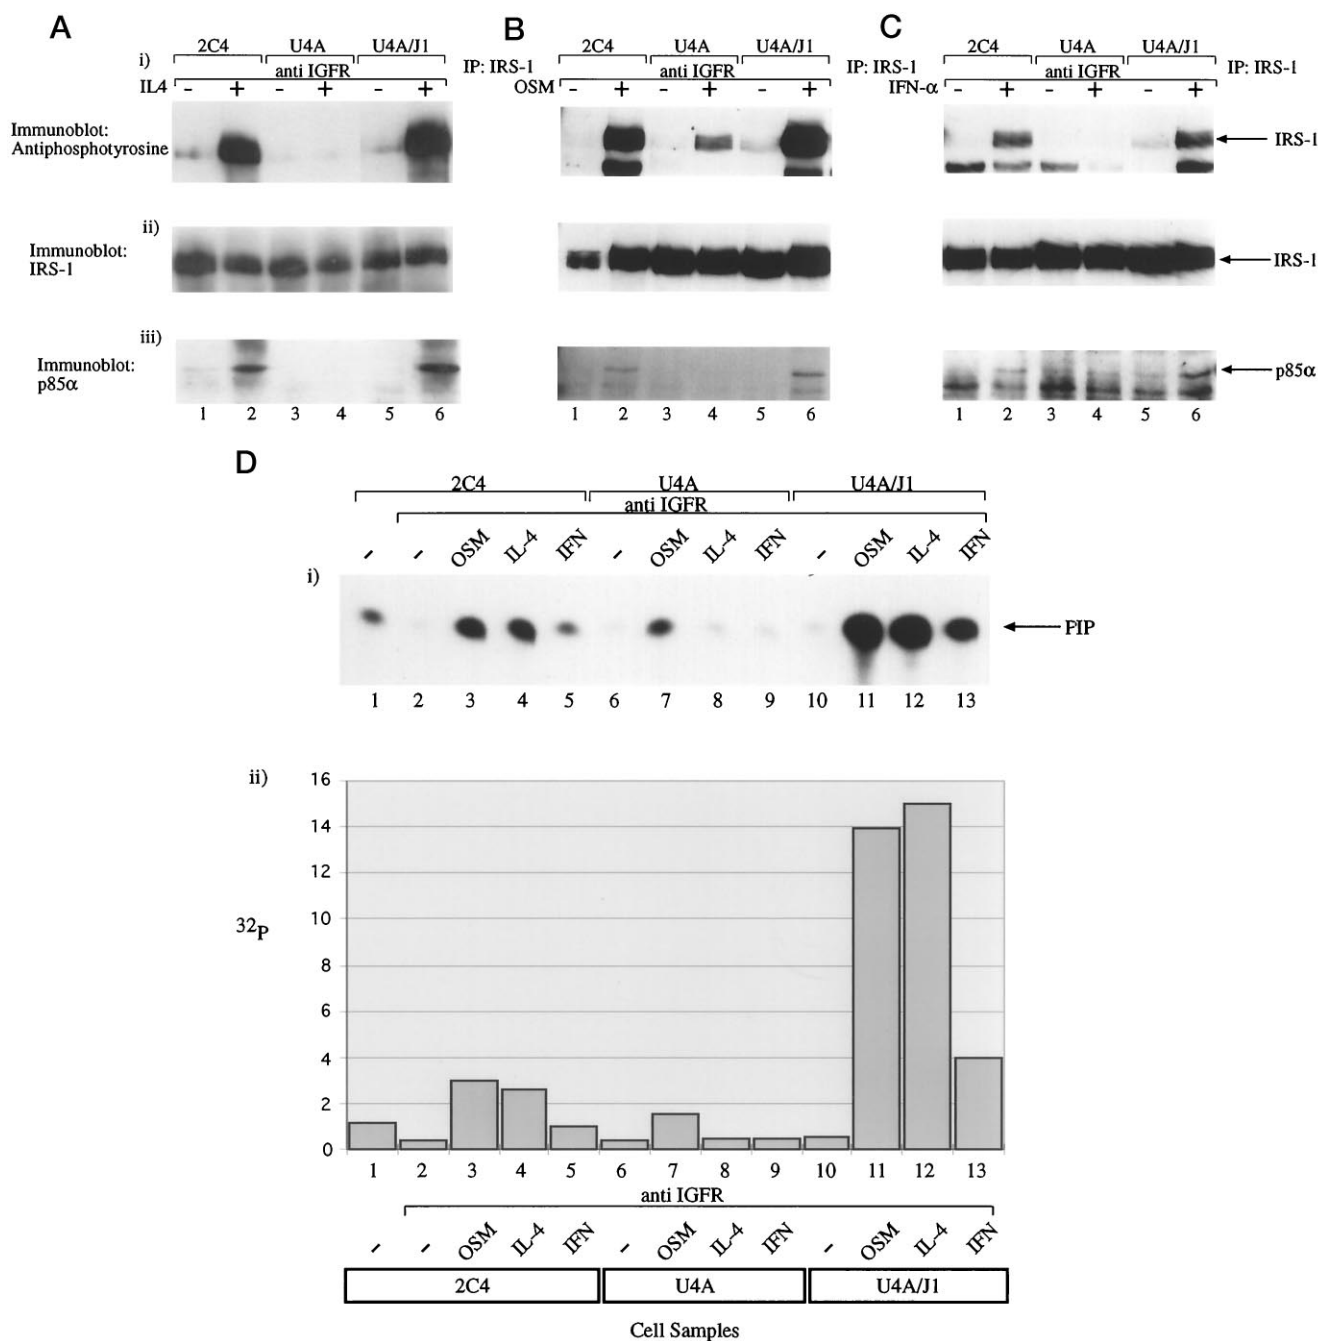 A
2C4 U4A U4A/J1
i)
anti IGFR
IP: IRS-1
IL4 - + - + - +
Immunoblot:
Antiphosphotyrosine
ii)
Immunoblot:
IRS-1
iii)
Immunoblot:
p85α
1 2 3 4 5 6
B
2C4 U4A U4A/J1
anti IGFR
IP: IRS-1
OSM - + - + - +
1 2 3 4 5 6
C
2C4 U4A U4A/J1
anti IGFR
IP: IRS-1
IFN-α - + - + - +
IRS-1
IRS-1
p85α
1 2 3 4 5 6
D
2C4 U4A U4A/J1
anti IGFR
- - OSM IL-4 IFN - OSM IL-4 IFN - OSM IL-4 IFN
i)
PIP
1 2 3 4 5 6 7 8 9 10 11 12 13
ii)
16
14
12
10
32P
8
6
4
2
0
1 2 3 4 5 6 7 8 9 10 11 12 13
anti IGFR
- - OSM IL-4 IFN - OSM IL-4 IFN - OSM IL-4 IFN
2C4 U4A U4A/J1
Cell Samples